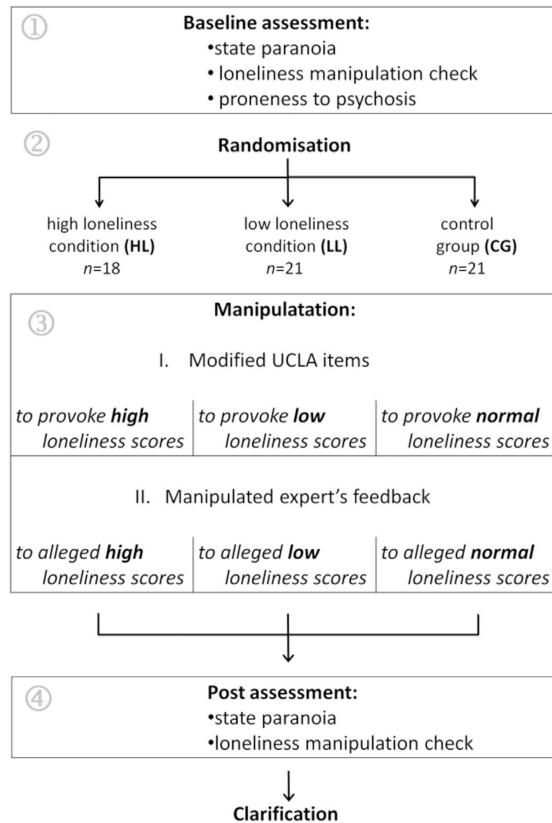 ①
Baseline assessment:
•state paranoia
• loneliness manipulation check
• proneness to psychosis
②
Randomisation
high loneliness
condition (HL)
n=18
low loneliness
condition (LL)
n=21
control
group (CG)
n=21
③
Manipulatation:
I. Modified UCLA items
to provoke high
loneliness scores
to provoke low
loneliness scores
to provoke normal
loneliness scores
II. Manipulated expert's feedback
to alleged high
loneliness scores
to alleged low
loneliness scores
to alleged normal
loneliness scores
④
Post assessment:
•state paranoia
•loneliness manipulation check
Clarification